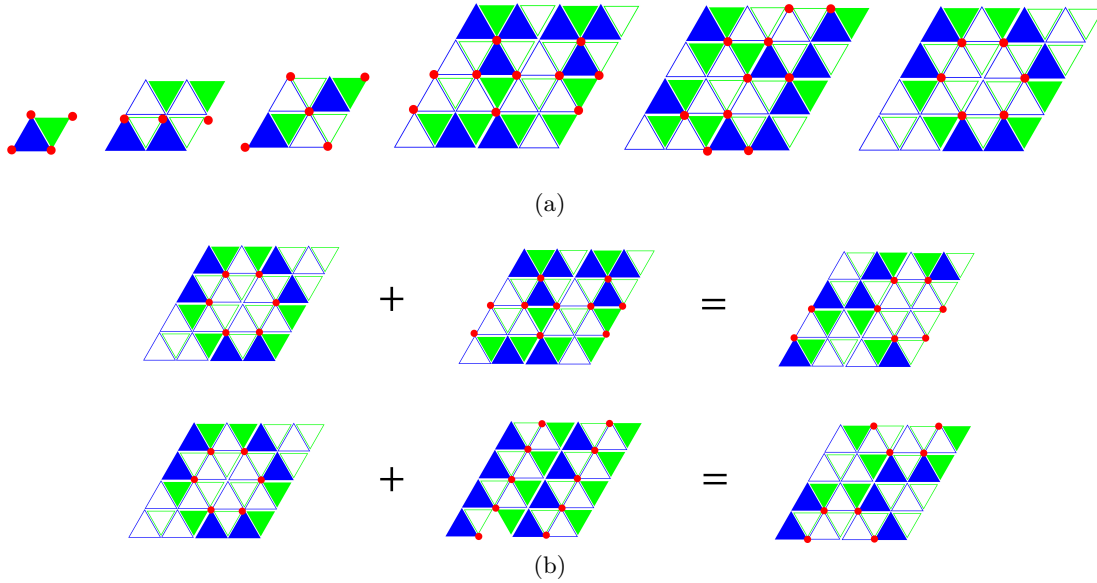 (a)
+ =
+ =
(b)